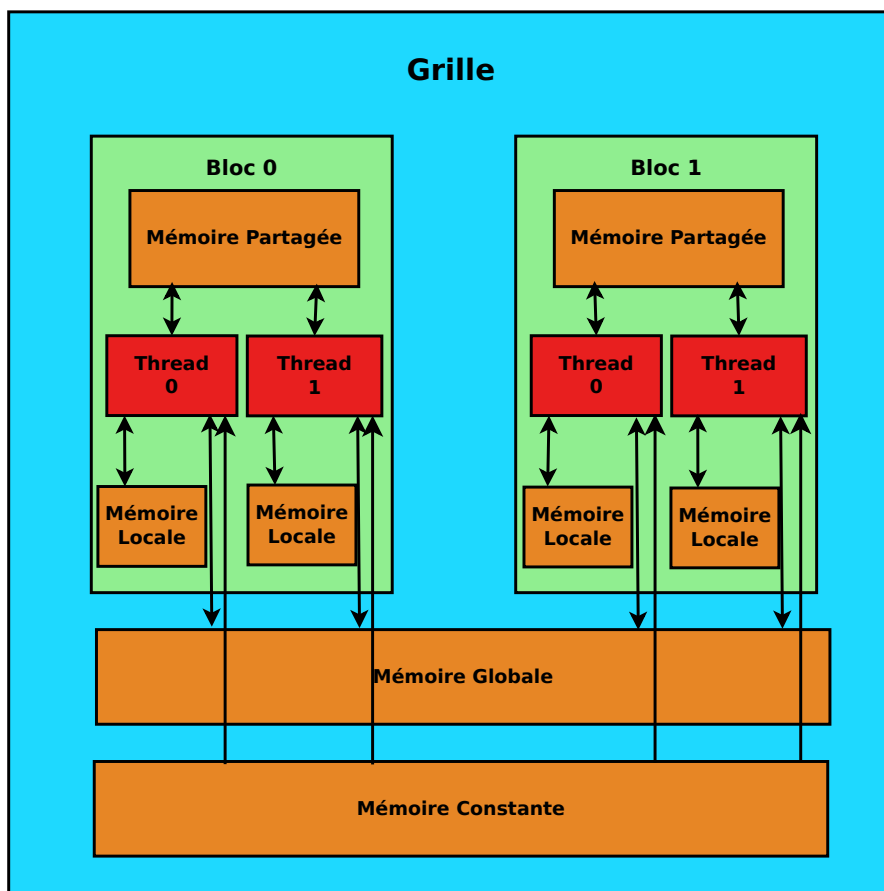 Grille
Bloc 0
Mémoire Partagée
Thread
0
Thread
1
Mémoire
Locale
Mémoire
Locale
Bloc 1
Mémoire Partagée
Thread
0
Thread
1
Mémoire
Locale
Mémoire
Locale
Mémoire Globale
Mémoire Constante